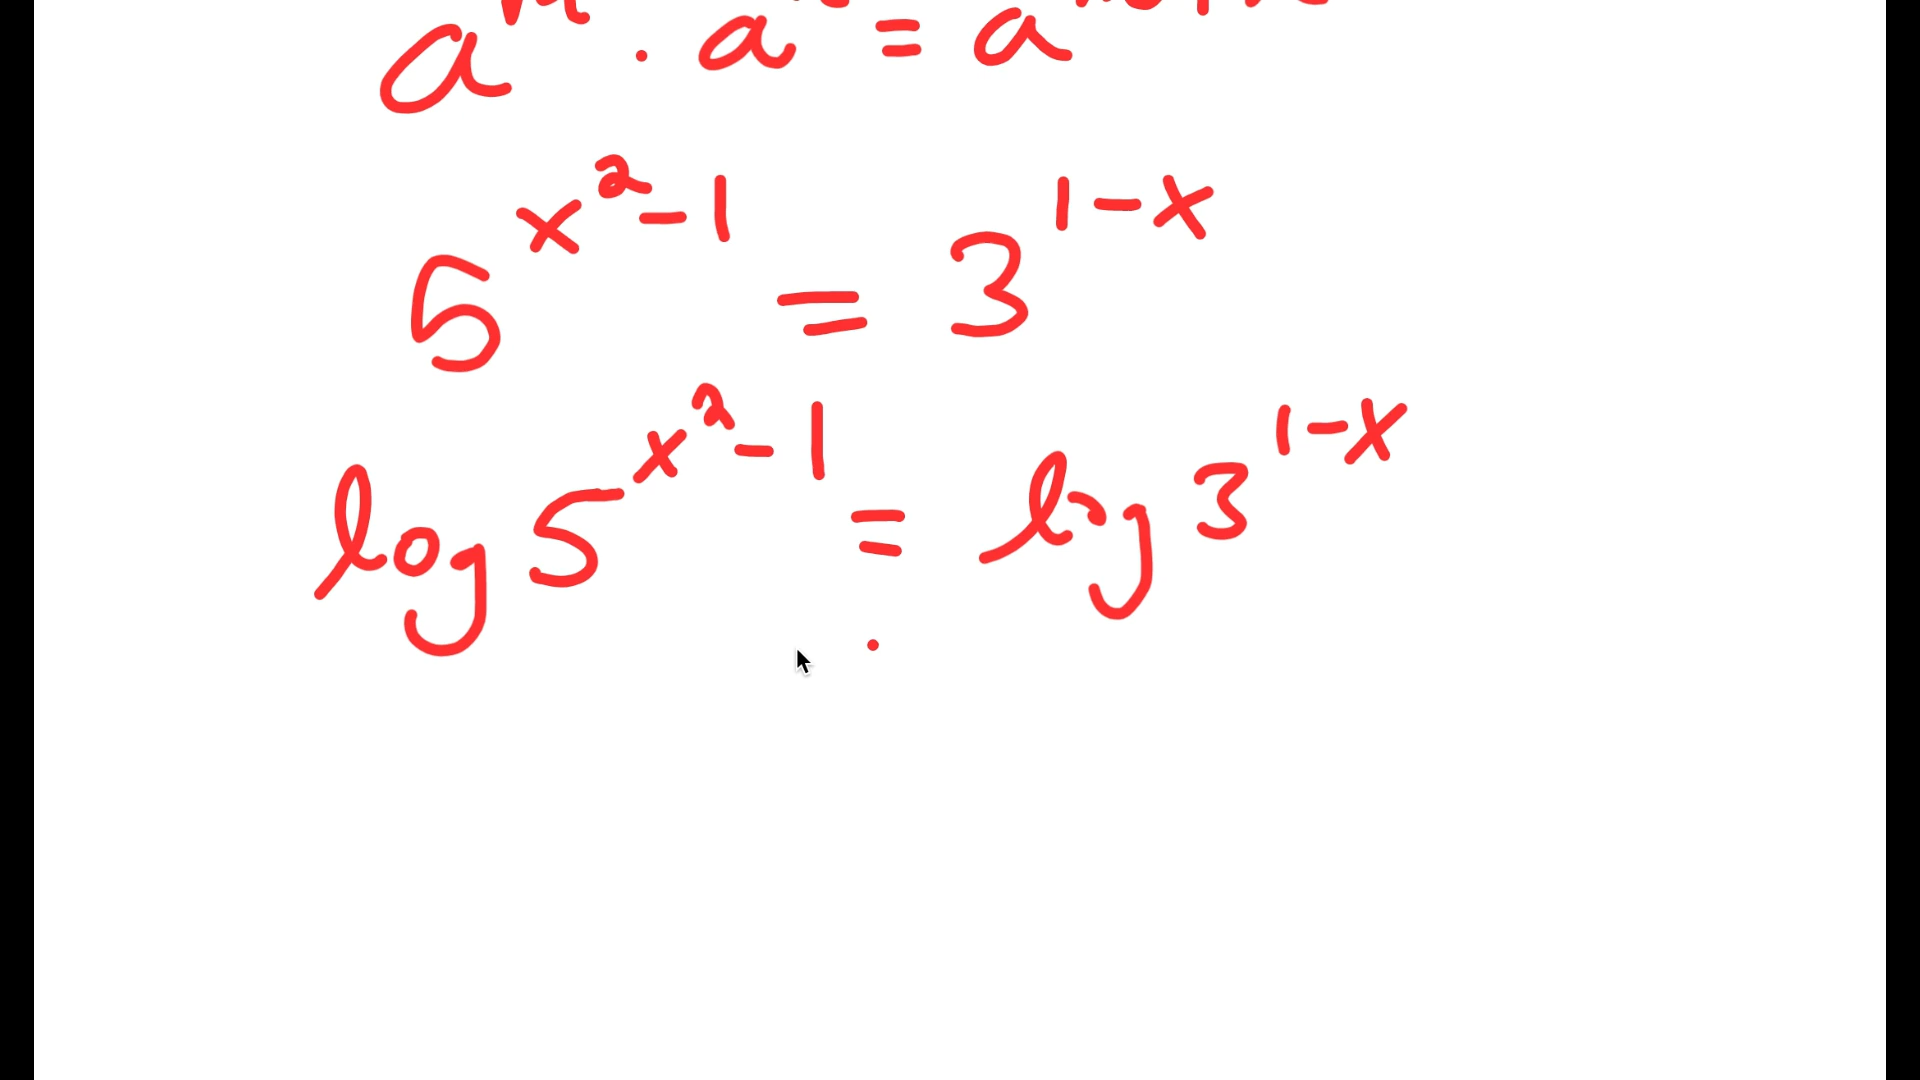 a^m · a^n = a^m+n
5^x²-1 = 3^1-x
log 5^x²-1 = log 3^1-x